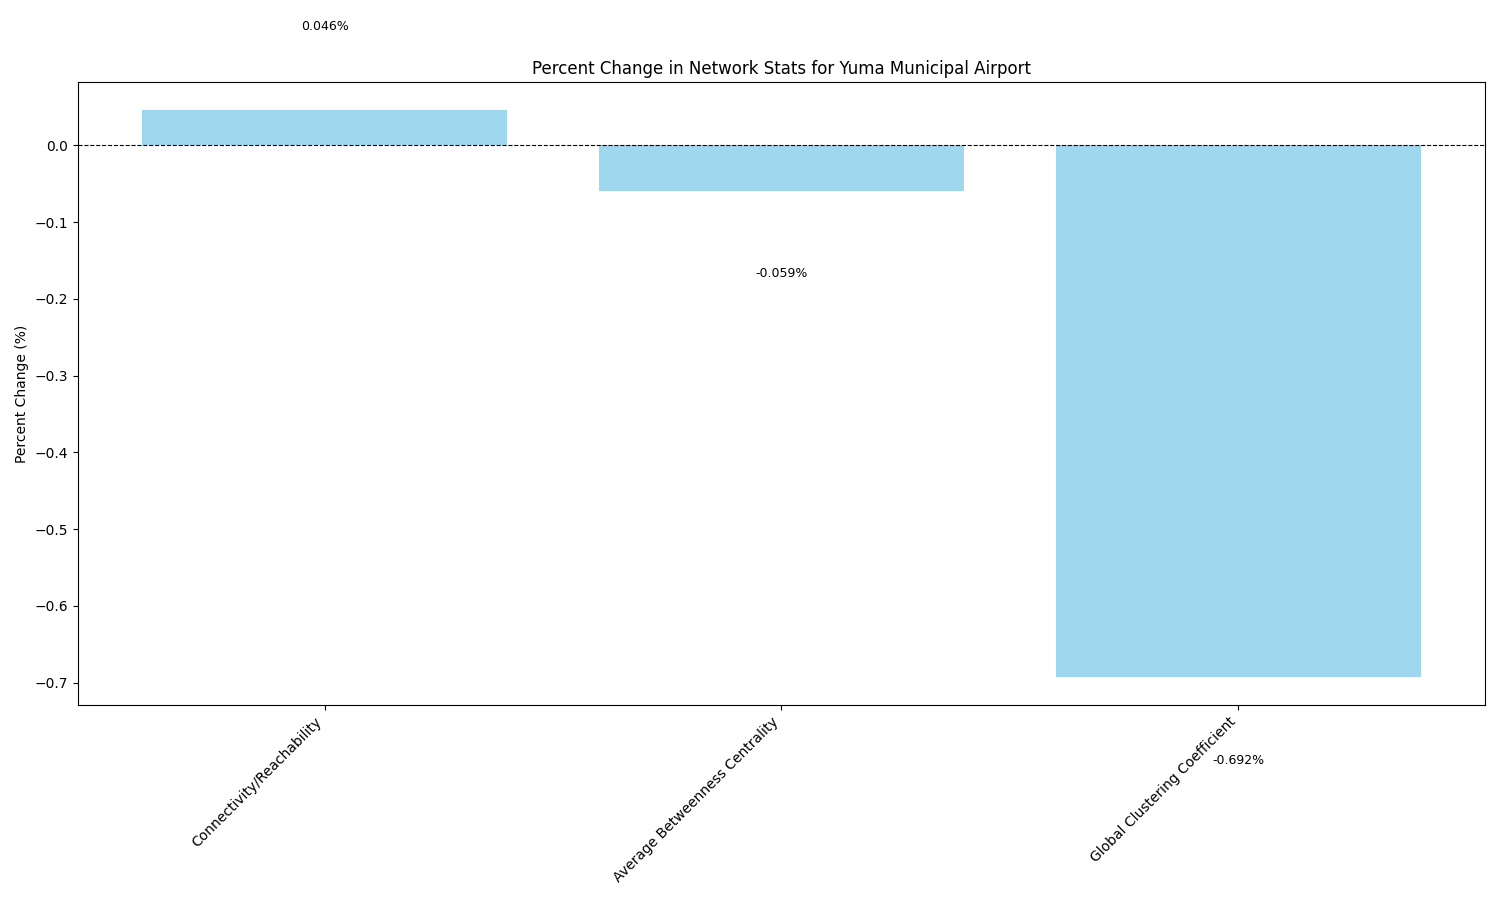 0.046%
Percent Change in Network Stats for Yuma Municipal Airport
Percent Change (%)
0.0
−0.1
−0.2
−0.3
−0.4
−0.5
−0.6
−0.7
-0.059%
-0.692%
Connectivity/Reachability
Average Betweenness Centrality
Global Clustering Coefficient